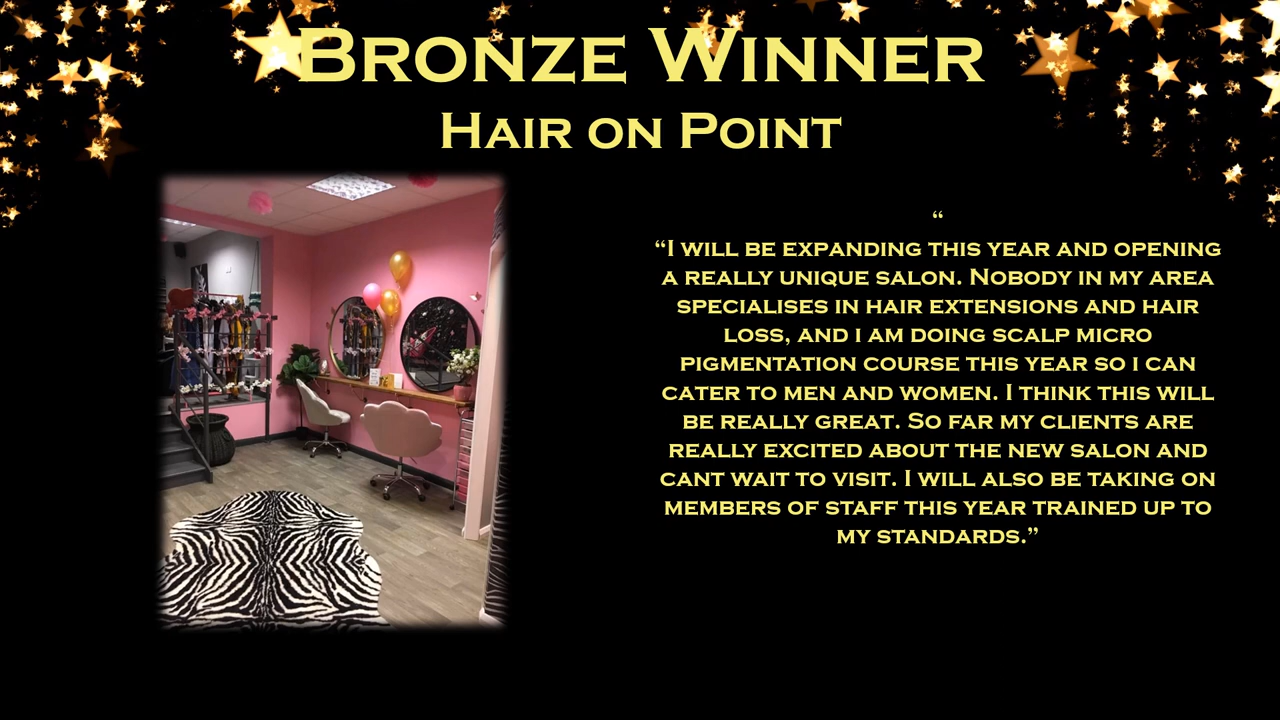 Bronze Winner
Hair on Point
“
“I will be expanding this year and opening
a really unique salon. Nobody in my area
specialises in hair extensions and hair
loss, and i am doing scalp micro
pigmentation course this year so i can
cater to men and women. I think this will
be really great. So far my clients are
really excited about the new salon and
cant wait to visit. I will also be taking on
members of staff this year trained up to
my standards.”